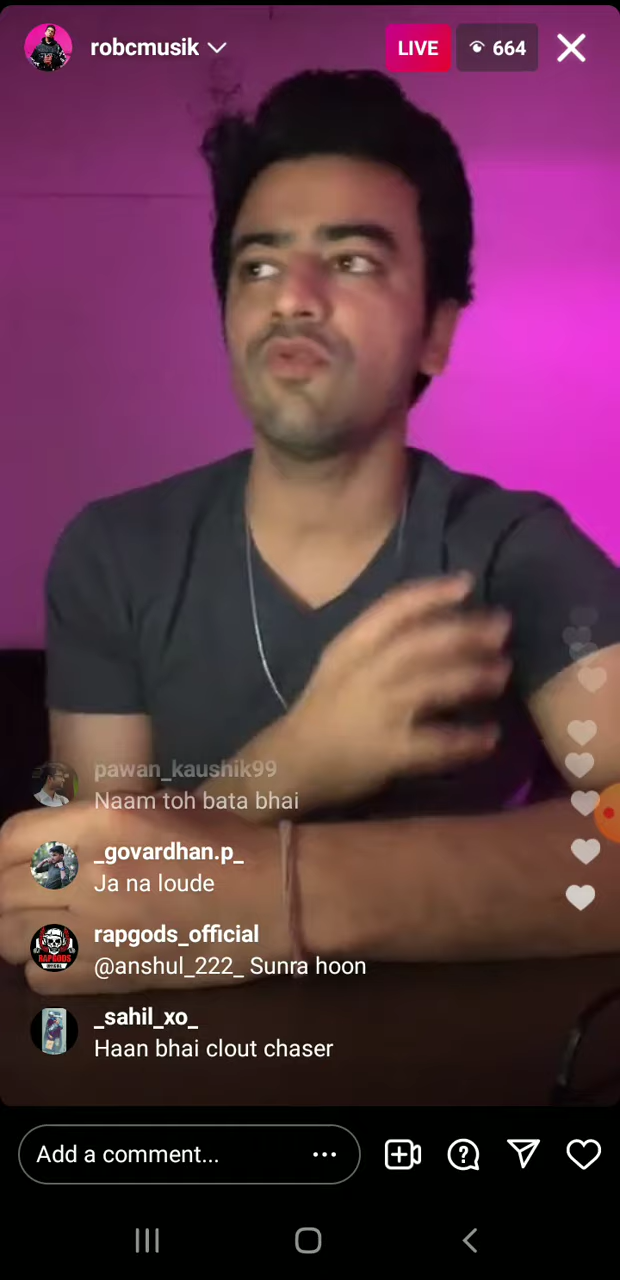 robcmusik
LIVE
664
pawan_kaushik99
Naam toh bata bhai
_govardhan.p_
Ja na loude
rapgods_official
@anshul_222_ Sunra hoon
_sahil_xo_
Haan bhai clout chaser
Add a comment...